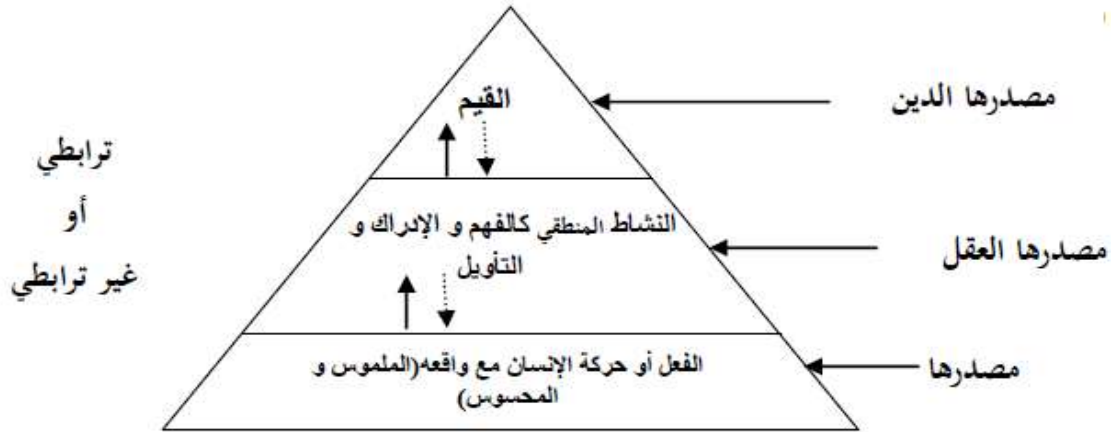 القيم
مصدرها الدين
ترابطي
أو
غير ترابطي
النشاط المنطقي كالفهم و الإدراك و
التأويل
مصدرها العقل
الفعل أو حركة الإنسان مع واقعه(الملموس و
المحسوس)
مصدرها